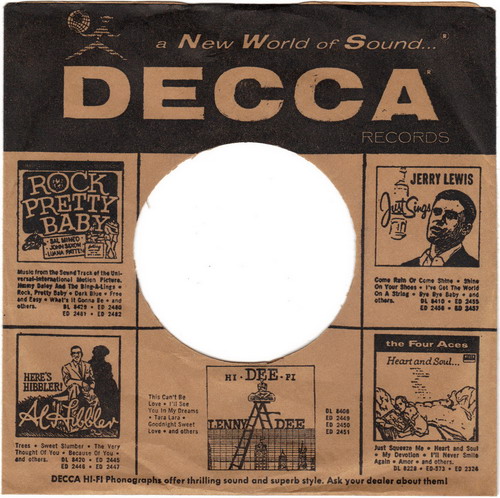 a New World of Sound...®
DECCA
RECORDS
ROCK
PRETTY
BABY
SAL MINEO
JOHN SAXON
LUANA PATTEN
Music from the Sound Track of the Uni-
versal-International Motion Picture.
Jimmy Daley And The Ding-A-Lings
Rock, Pretty Baby • Dark Blue • Free
and Easy • What's It Gonna Be • and
others. BL 8429 • ED 2480
ED 2481 • ED 2482
JERRY LEWIS
Just Sings
Come Rain Or Come Shine • Shine
On Your Shoes • I've Got The World
On A String • Bye Bye Baby • and
others. BL 8410 • ED 2455
ED 2456 • ED 2457
HERE'S
HIBBLER!
Al Hibbler
Trees • Sweet Slumber • The Very
Thought Of You • Because Of You •
and others. BL 8420 • ED 2445
ED 2446 • ED 2447
HI-DEE-FI
LENNY DEE
This Can't Be
Love • I'll See
You In My Dreams
• Tara Lara •
Goodnight Sweet
Love • and others
BL 8406
ED 2449
ED 2450
ED 2451
the Four Aces
Heart and Soul...
Just Squeeze Me • Heart and Soul
• My Devotion • I'll Never Smile
Again • Amor • and others.
BL 8228 • ED-573 • ED 2326
DECCA HI-FI Phonographs offer thrilling sound and superb style. Ask your dealer about them!